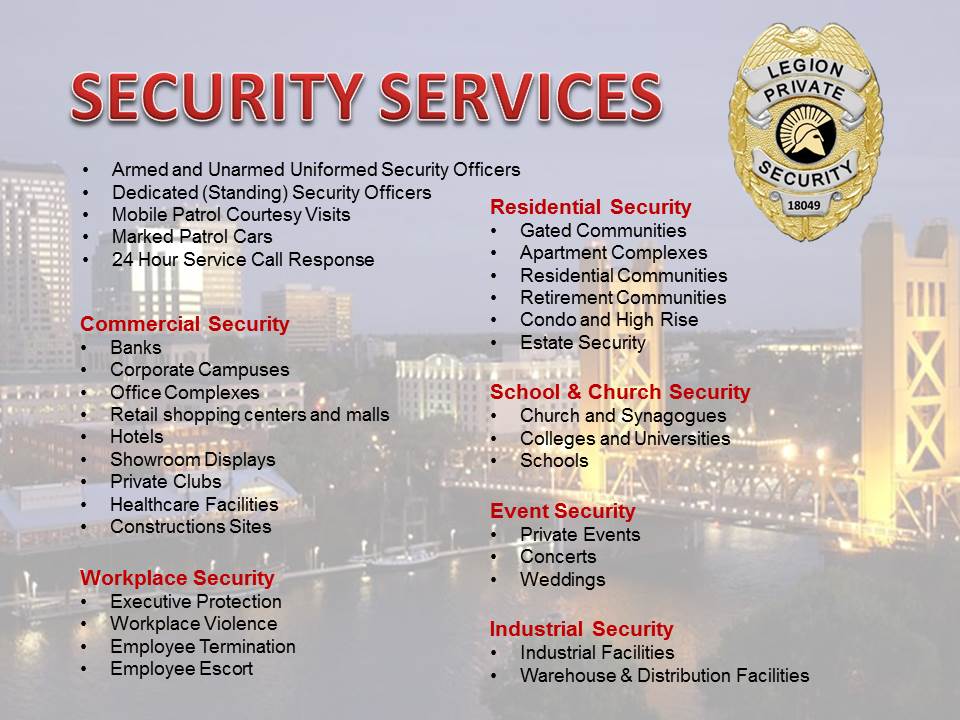 SECURITY SERVICES
LEGION
PRIVATE
SECURITY
18049
• Armed and Unarmed Uniformed Security Officers
• Dedicated (Standing) Security Officers
• Mobile Patrol Courtesy Visits
• Marked Patrol Cars
• 24 Hour Service Call Response
Commercial Security
• Banks
• Corporate Campuses
• Office Complexes
• Retail shopping centers and malls
• Hotels
• Showroom Displays
• Private Clubs
• Healthcare Facilities
• Constructions Sites
Workplace Security
• Executive Protection
• Workplace Violence
• Employee Termination
• Employee Escort
Residential Security
• Gated Communities
• Apartment Complexes
• Residential Communities
• Retirement Communities
• Condo and High Rise
• Estate Security
School & Church Security
• Church and Synagogues
• Colleges and Universities
• Schools
Event Security
• Private Events
• Concerts
• Weddings
Industrial Security
• Industrial Facilities
• Warehouse & Distribution Facilities